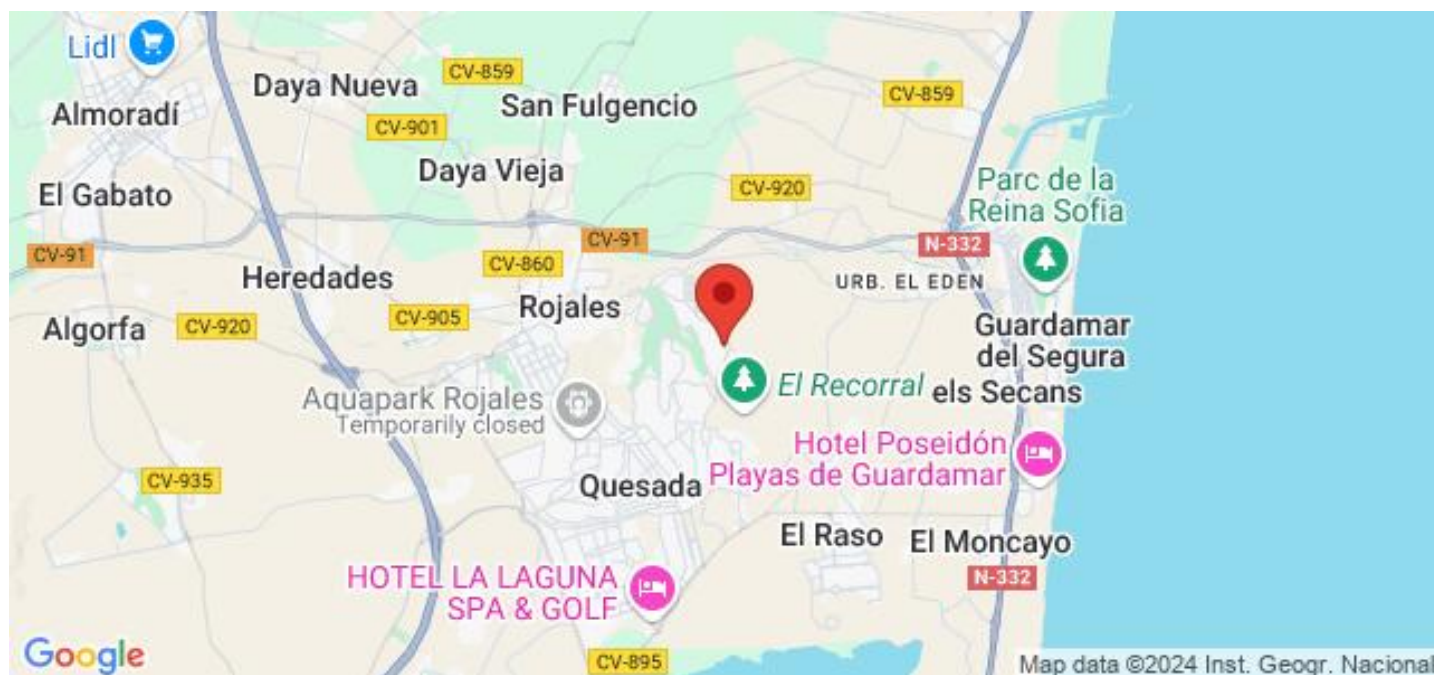 Lidl
Daya Nueva
CV-859
San Fulgencio
CV-859
Almoradí
CV-901
Daya Vieja
CV-920
Parc de la
Reina Sofia
El Gabato
CV-91
CV-91
N-332
CV-860
Heredades
URB. EL EDEN
Rojales
Algorfa
CV-920
CV-905
Guardamar
del Segura
El Recorral
els Secans
Aquapark Rojales
Temporarily closed
Hotel Poseidón
Playas de Guardamar
CV-935
Quesada
El Raso
El Moncayo
HOTEL LA LAGUNA
SPA & GOLF
N-332
Google
CV-895
Map data ©2024 Inst. Geogr. Nacional